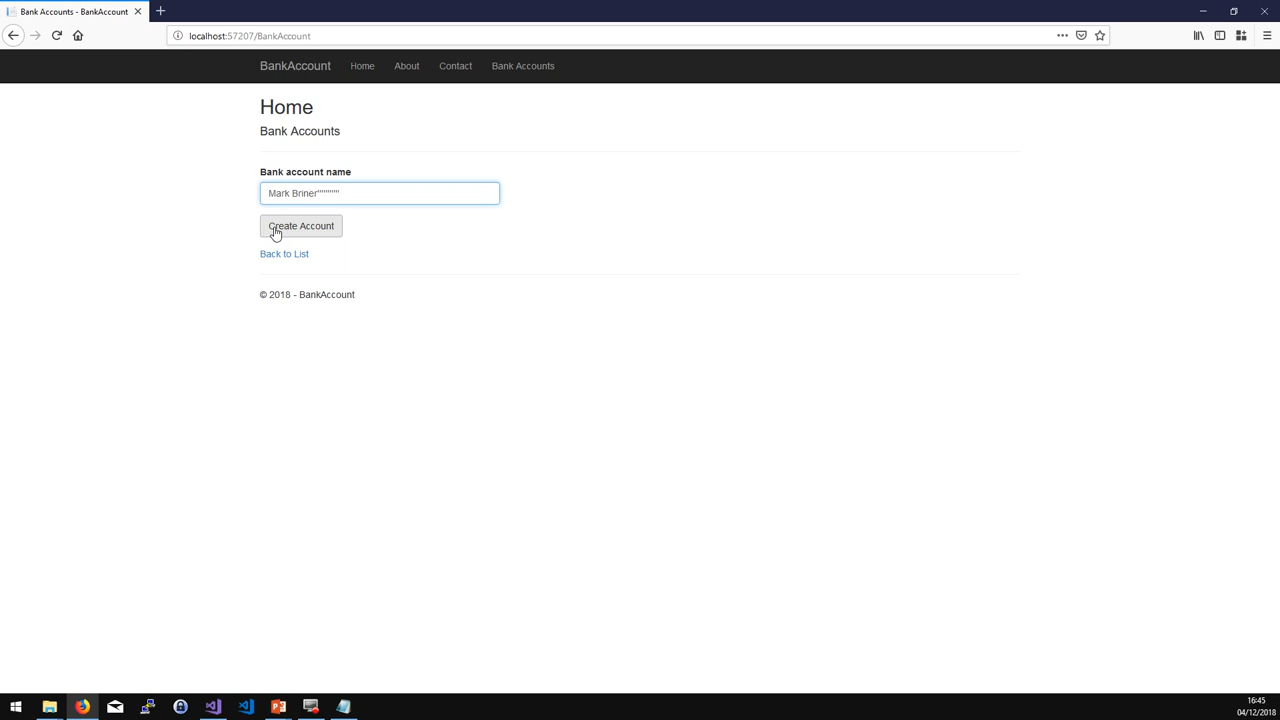 Bank Accounts - BankAccount
localhost:57207/BankAccount
BankAccount Home About Contact Bank Accounts
Home
Bank Accounts
Bank account name
Mark Briner''''''''''''
Create Account
Back to List
© 2018 - BankAccount
16:45
04/12/2018